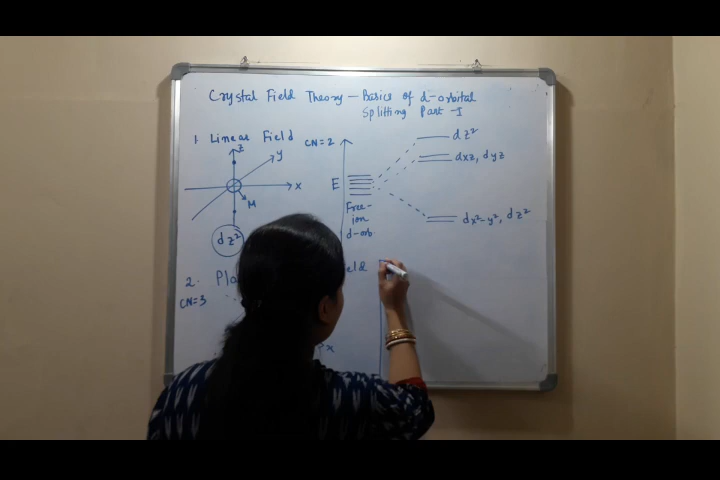 Crystal Field Theory – Basics of d-orbital
Splitting Part-I
1. Linear Field
CN=2
z
y
x
M
dz²
E
Free-
ion
d-orb.
dz²
dxz, dyz
dx²-y², dz²
2. Pla
eld
CN=3
x